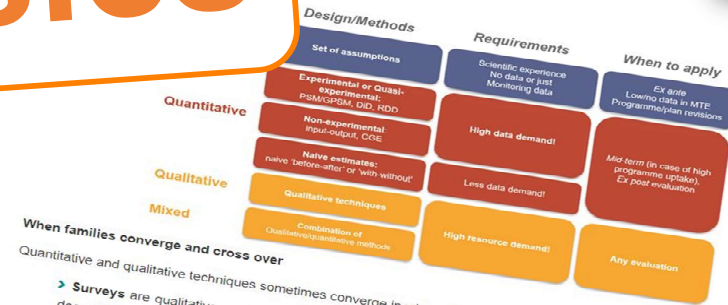 Design/Methods
Requirements
When to apply
Set of assumptions
Scientific experience
No data or just
Monitoring data
Ex ante
Low/no data in MTE
Programme/plan revisions
Quantitative
Experimental or Quasi-
experimental:
PSM/GPSM, DiD, RDD
Non-experimental:
Input-output, CGE
High data demand!
Mid-term (in case of high
programme uptake),
Ex post evaluation
Naïve estimates:
naïve 'before-after' or 'with without'
Less data demand!
Qualitative
Qualitative techniques
High resource demand!
Any evaluation
Mixed
Combination of
Qualitative/quantitative methods
When families converge and cross over
Quantitative and qualitative techniques sometimes converge
> Surveys are